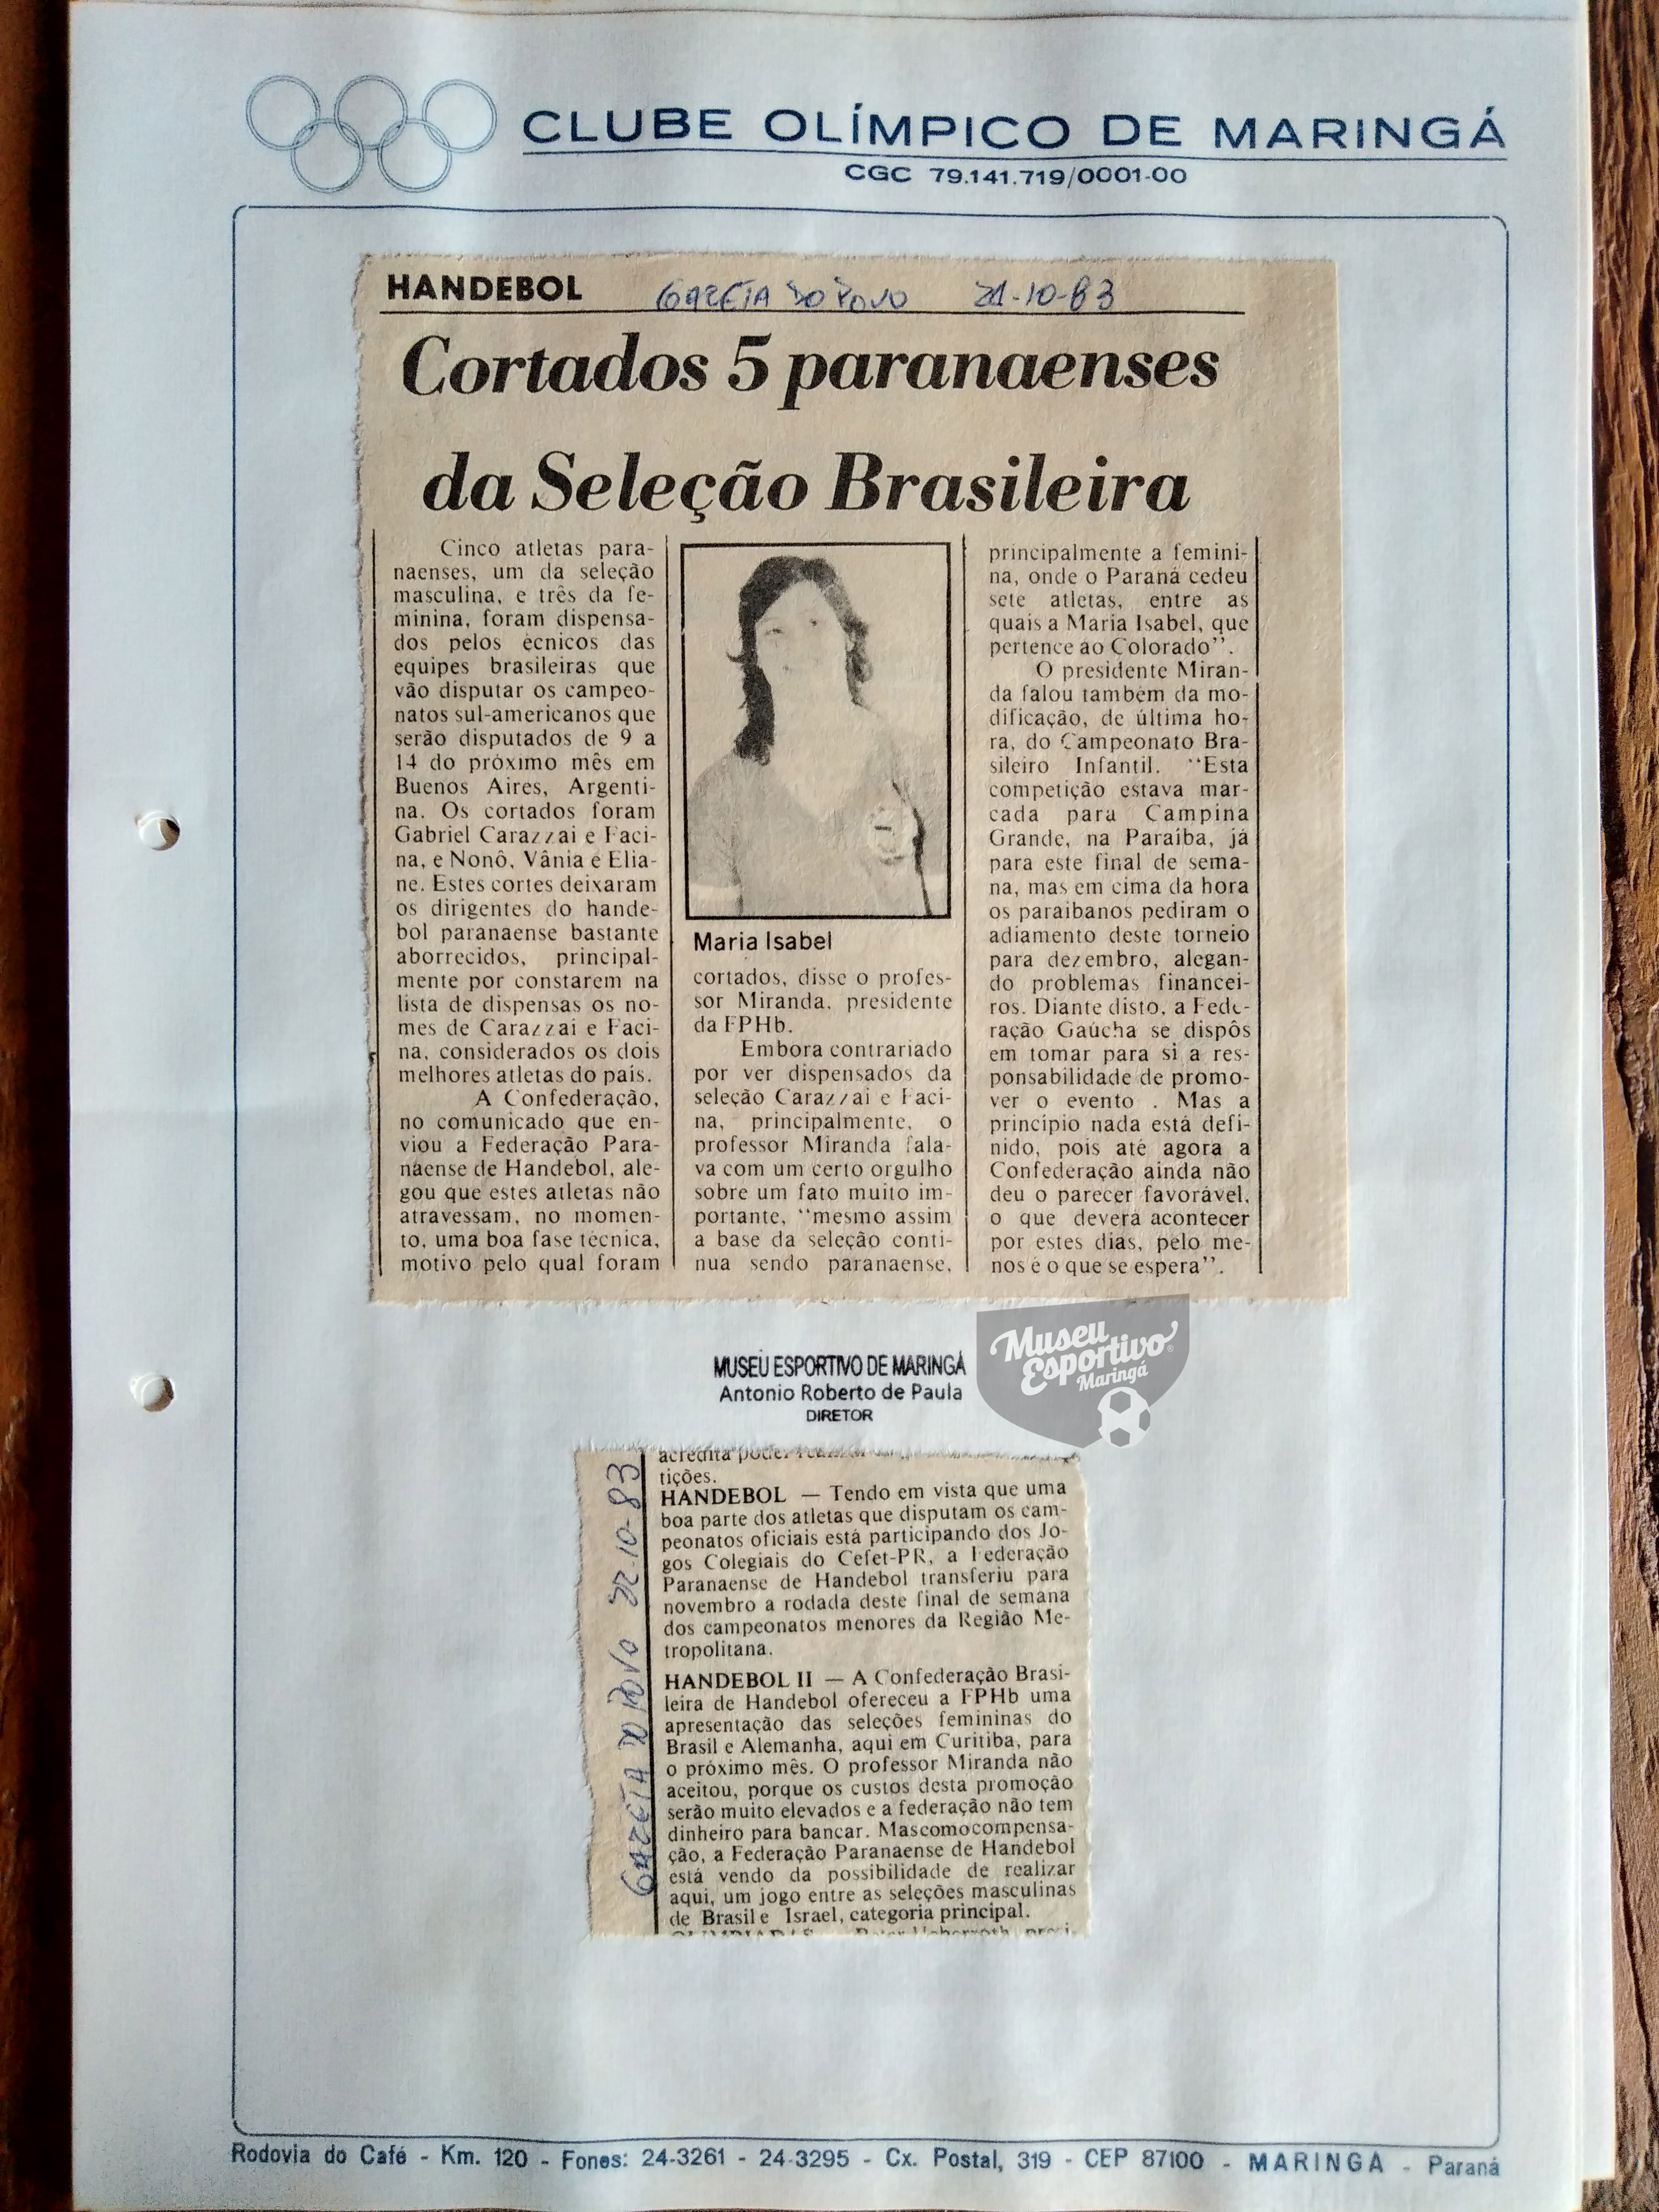 CLUBE OLÍMPICO DE MARINGÁ
CGC 79.141.719/0001-00
HANDEBOL
GAZETA DO POVO 21-10-83
Cortados 5 paranaenses
da Seleção Brasileira
Cinco atletas para-
naenses, um da seleção
masculina, e três da fe-
minina, foram dispensa-
dos pelos écnicos das
equipes brasileiras que
vão disputar os campeo-
natos sul-americanos que
serão disputados de 9 a
14 do próximo mês em
Buenos Aires, Argenti-
na. Os cortados foram
Gabriel Carazzai e Faci-
na, e Nonô, Vânia e Elia-
ne. Estes cortes deixaram
os dirigentes do hande-
bol paranaense bastante
aborrecidos, principal-
mente por constarem na
lista de dispensas os no-
mes de Carazzai e Faci-
na, considerados os dois
melhores atletas do país.
A Confederação,
no comunicado que en-
viou a Federação Para-
naense de Handebol, ale-
gou que estes atletas não
atravessam, no momen-
to, uma boa fase técnica,
motivo pelo qual foram
Maria Isabel
cortados, disse o profes-
sor Miranda, presidente
da FPHb.
Embora contrariado
por ver dispensados da
seleção Carazzai e Faci-
na, principalmente, o
professor Miranda fala-
va com um certo orgulho
sobre um fato muito im-
portante, “mesmo assim
a base da seleção conti-
nua sendo paranaense,
principalmente a femini-
na, onde o Paraná cedeu
sete atletas, entre as
quais a Maria Isabel, que
pertence ao Colorado”.
O presidente Miran-
da falou também da mo-
dificação, de última ho-
ra, do Campeonato Bra-
sileiro Infantil. “Esta
competição estava mar-
cada para Campina
Grande, na Paraíba, já
para este final de sema-
na, mas em cima da hora
os paraibanos pediram o
adiamento deste torneio
para dezembro, alegan-
do problemas financei-
ros. Diante disto, a Fede-
ração Gaúcha se dispôs
em tomar para si a res-
ponsabilidade de promo-
ver o evento . Mas a
princípio nada está defi-
nido, pois até agora a
Confederação ainda não
deu o parecer favorável,
o que deverá acontecer
por estes dias, pelo me-
nos é o que se espera”.
MUSEU ESPORTIVO DE MARINGÁ
Antonio Roberto de Paula
DIRETOR
Museu
Esportivo
Maringá
GAZETA DO POVO 22-10-83
acredita poder
tições.
HANDEBOL — Tendo em vista que uma
boa parte dos atletas que disputam os cam-
peonatos oficiais está participando dos Jo-
gos Colegiais do Cefet-PR, a Federação
Paranaense de Handebol transferiu para
novembro a rodada deste final de semana
dos campeonatos menores da Região Me-
tropolitana.
HANDEBOL II — A Confederação Brasi-
leira de Handebol ofereceu a FPHb uma
apresentação das seleções femininas do
Brasil e Alemanha, aqui em Curitiba, para
o próximo mês. O professor Miranda não
aceitou, porque os custos desta promoção
serão muito elevados e a federação não tem
dinheiro para bancar. Mascomocompensa-
ção, a Federação Paranaense de Handebol
está vendo da possibilidade de realizar
aqui, um jogo entre as seleções masculinas
de Brasil e Israel, categoria principal.
Rodovia do Café - Km. 120 - Fones: 24-3261 - 24-3295 - Cx. Postal, 319 - CEP 87100 - MARINGÁ - Paraná